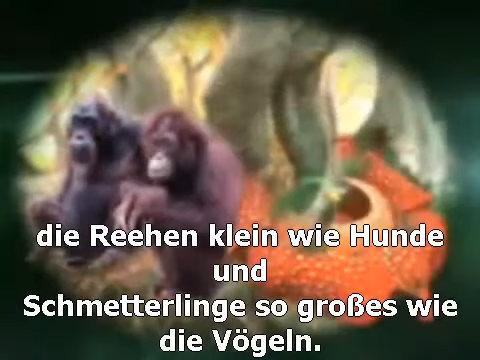 die Reehen klein wie Hunde
und
Schmetterlinge so großes wie
die Vögeln.